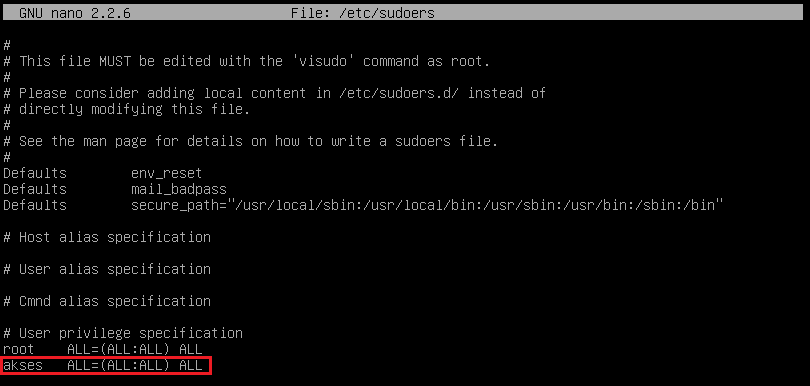 GNU nano 2.2.6 File: /etc/sudoers
#
# This file MUST be edited with the 'visudo' command as root.
#
# Please consider adding local content in /etc/sudoers.d/ instead of
# directly modifying this file.
#
# See the man page for details on how to write a sudoers file.
#
Defaults env_reset
Defaults mail_badpass
Defaults secure_path="/usr/local/sbin:/usr/local/bin:/usr/sbin:/usr/bin:/sbin:/bin"
# Host alias specification
# User alias specification
# Cmnd alias specification
# User privilege specification
root ALL=(ALL:ALL) ALL
akses ALL=(ALL:ALL) ALL